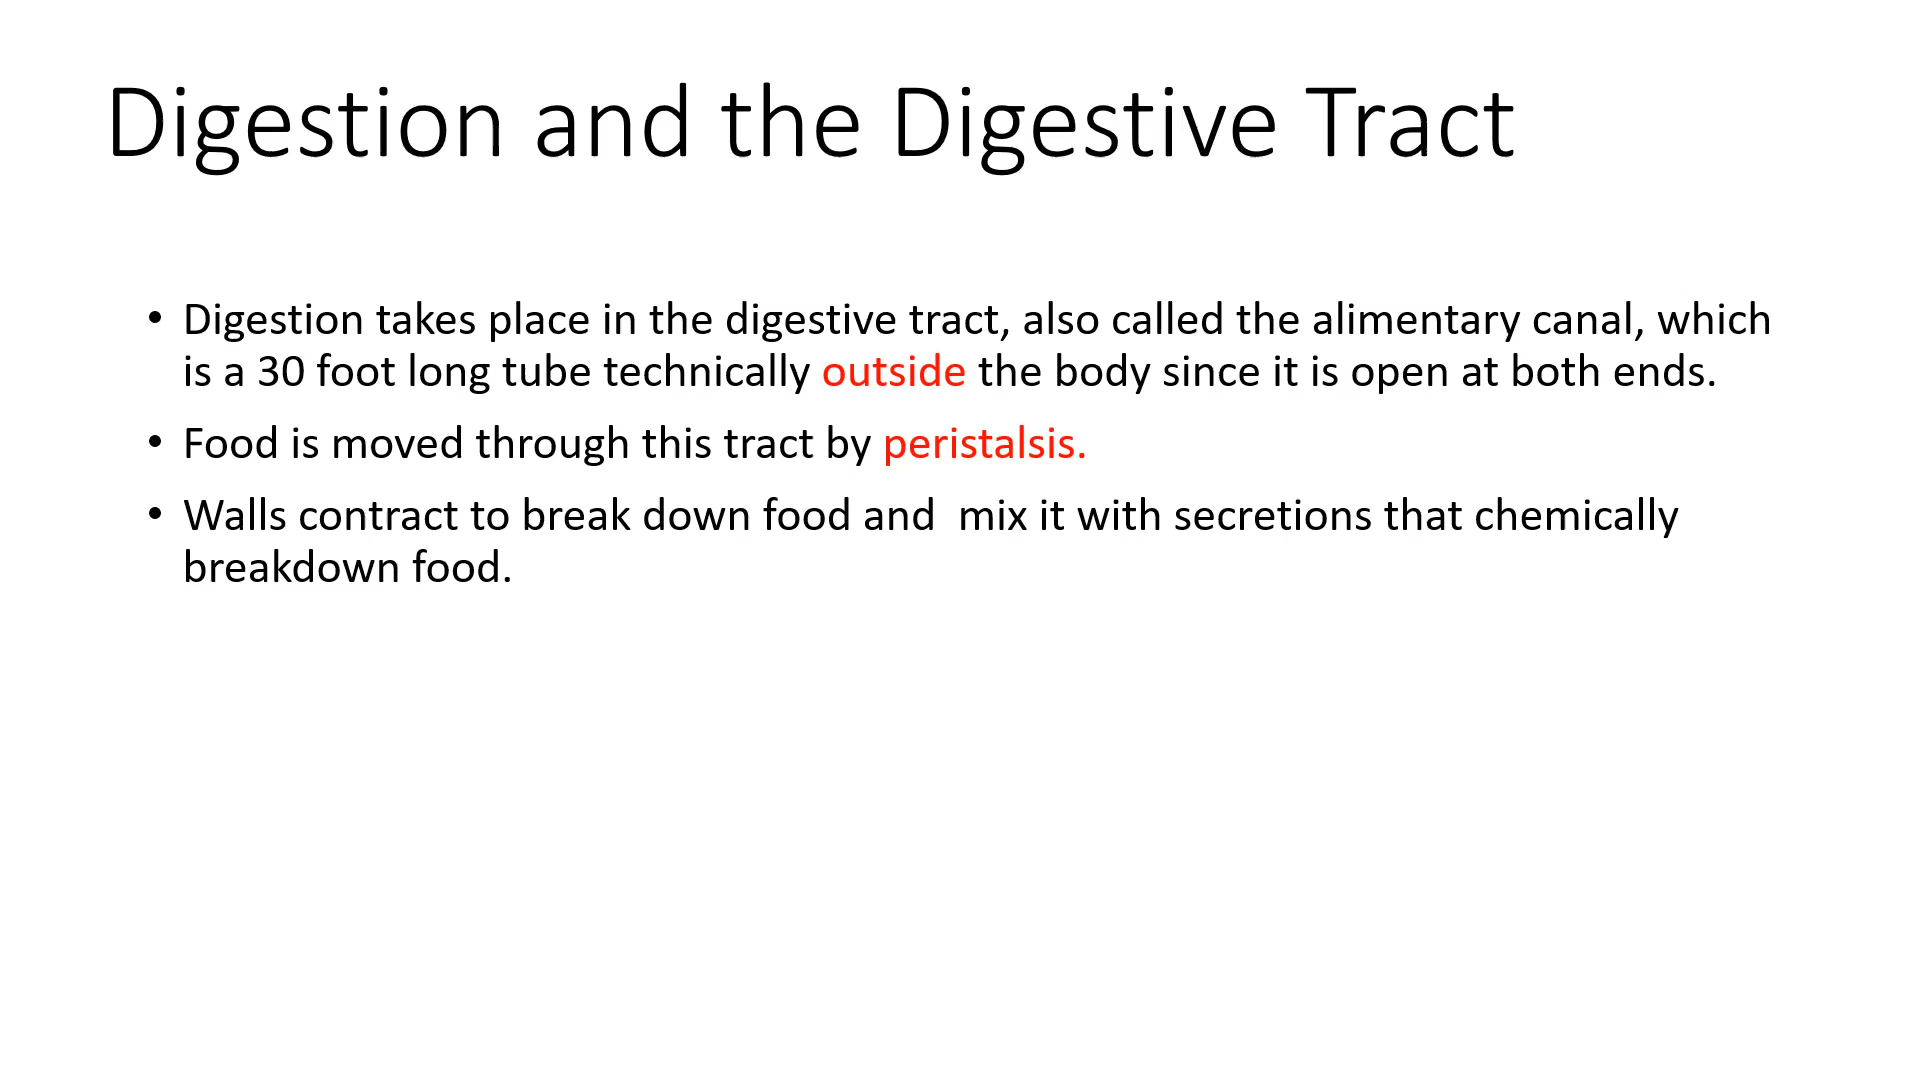 Digestion and the Digestive Tract
• Digestion takes place in the digestive tract, also called the alimentary canal, which
is a 30 foot long tube technically outside the body since it is open at both ends.
• Food is moved through this tract by peristalsis.
• Walls contract to break down food and  mix it with secretions that chemically
breakdown food.